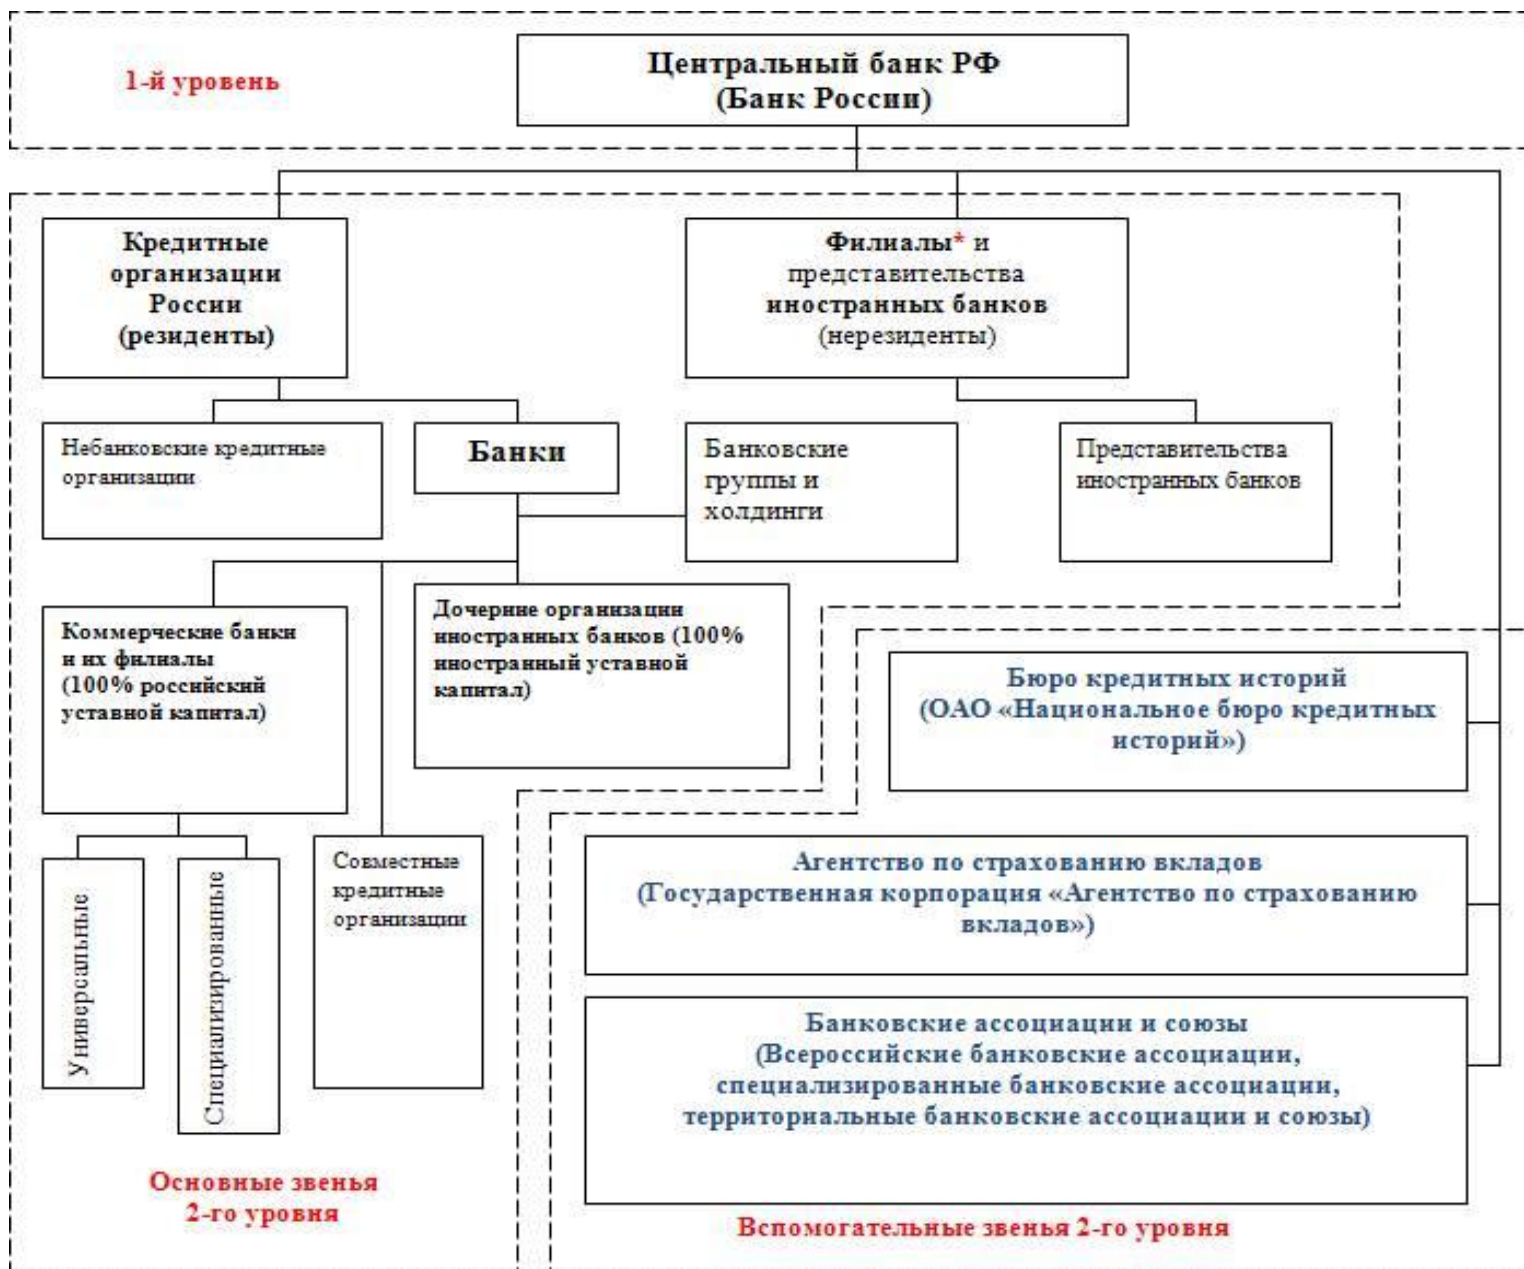 1-й уровень
Центральный банк РФ
(Банк России)
Кредитные
организации
России
(резиденты)
Филиалы* и
представительства
иностранных банков
(нерезиденты)
Небанковские кредитные
организации
Банки
Банковские
группы и
холдинги
Представительства
иностранных банков
Коммерческие банки
и их филиалы
(100% российский
уставной капитал)
Дочерние организации
иностранных банков (100%
иностранный уставной
капитал)
Бюро кредитных историй
(ОАО «Национальное бюро кредитных
историй»)
Универсальные
Специализированные
Совместные
кредитные
организации
Агентство по страхованию вкладов
(Государственная корпорация «Агентство по страхованию
вкладов»)
Банковские ассоциации и союзы
(Всероссийские банковские ассоциации,
специализированные банковские ассоциации,
территориальные банковские ассоциации и союзы)
Основные звенья
2-го уровня
Вспомогательные звенья 2-го уровня